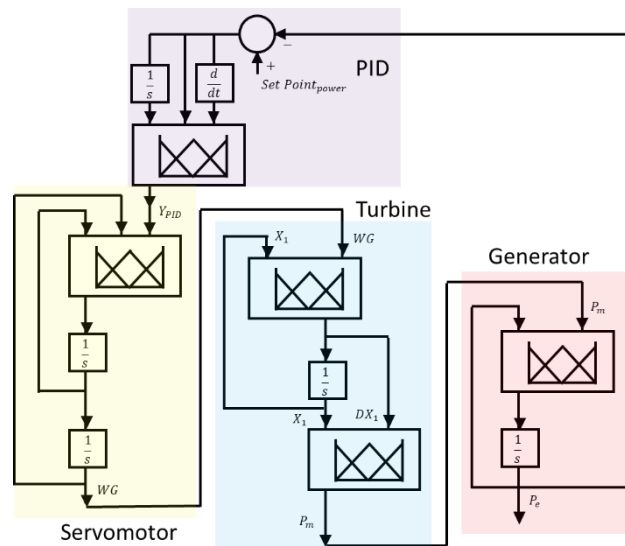 −
PID
1/s
d/dt
+
Set Point_power
Y_PID
Turbine
X_1
WG
Generator
P_m
1/s
1/s
X_1
DX_1
1/s
1/s
WG
P_m
P_e
Servomotor